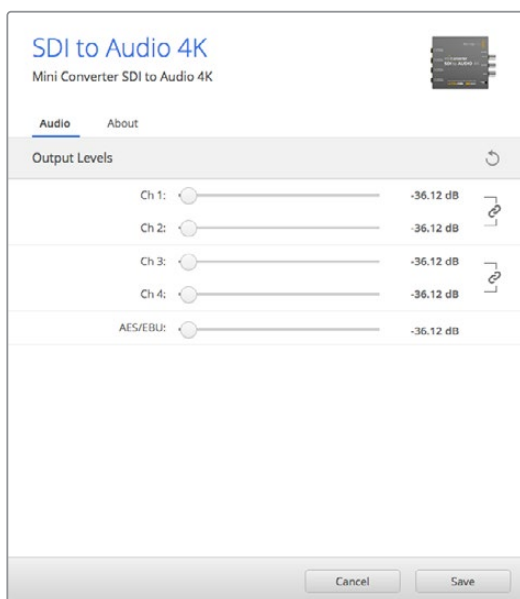 SDI to Audio 4K
Mini Converter SDI to Audio 4K
Audio About
Output Levels
Ch 1: -36.12 dB
Ch 2: -36.12 dB
Ch 3: -36.12 dB
Ch 4: -36.12 dB
AES/EBU: -36.12 dB
Cancel Save